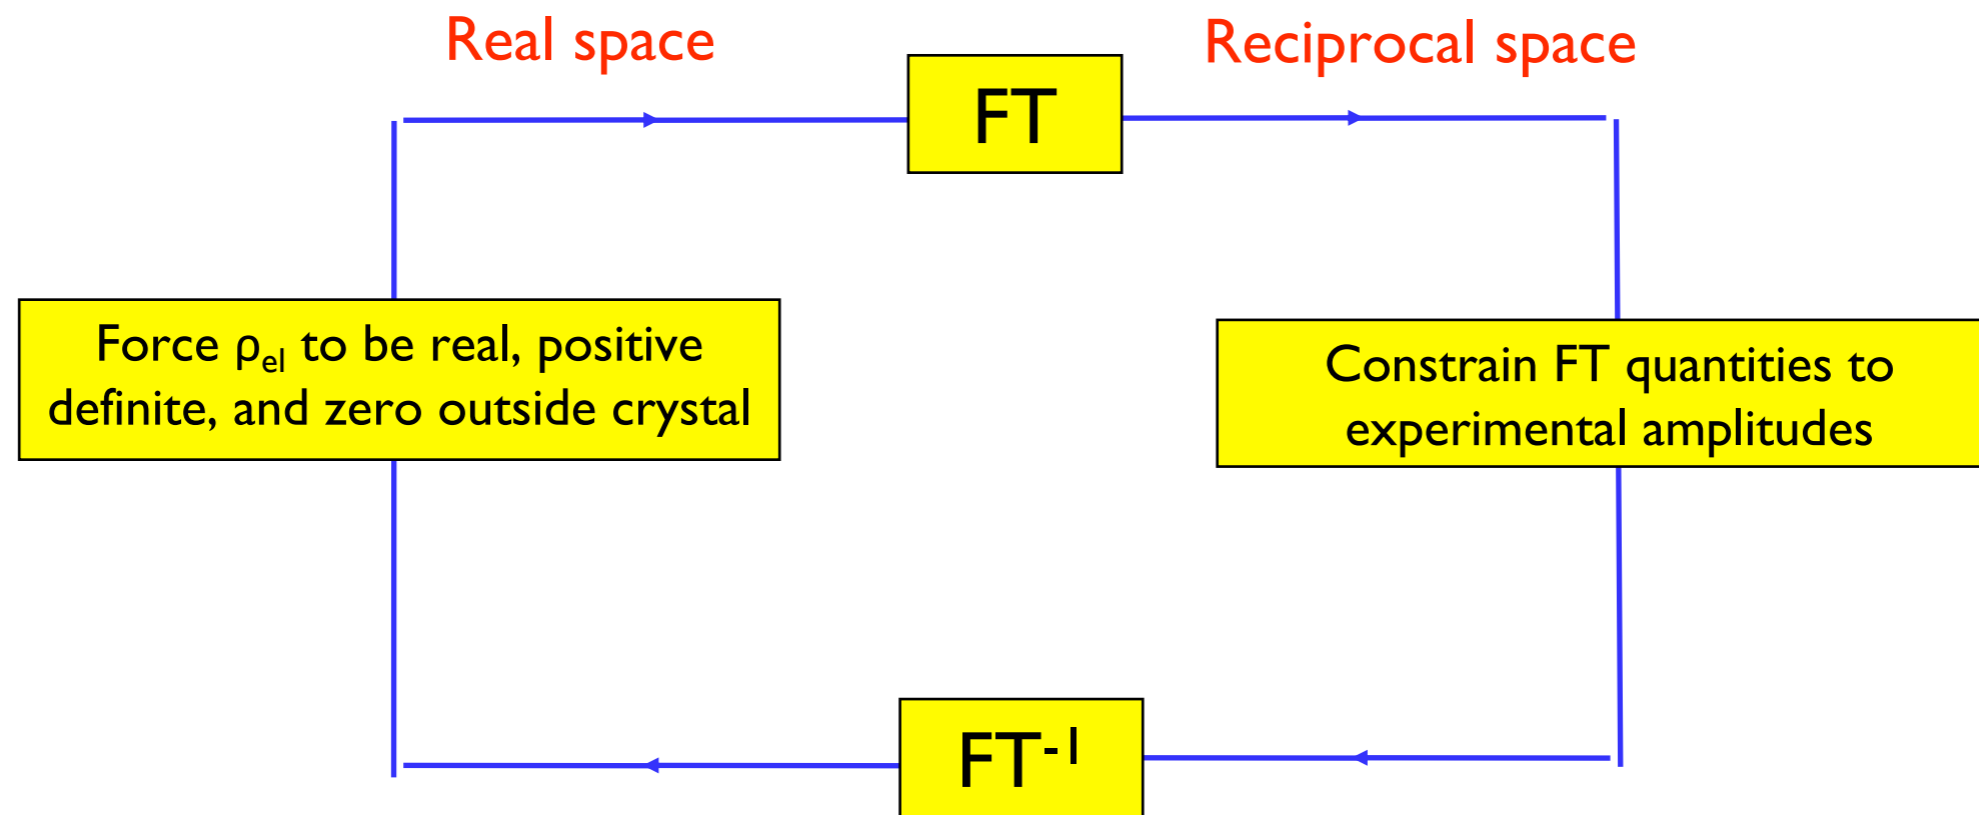 Real space
Reciprocal space
FT
Force ρel to be real, positive
definite, and zero outside crystal
Constrain FT quantities to
experimental amplitudes
FT-1